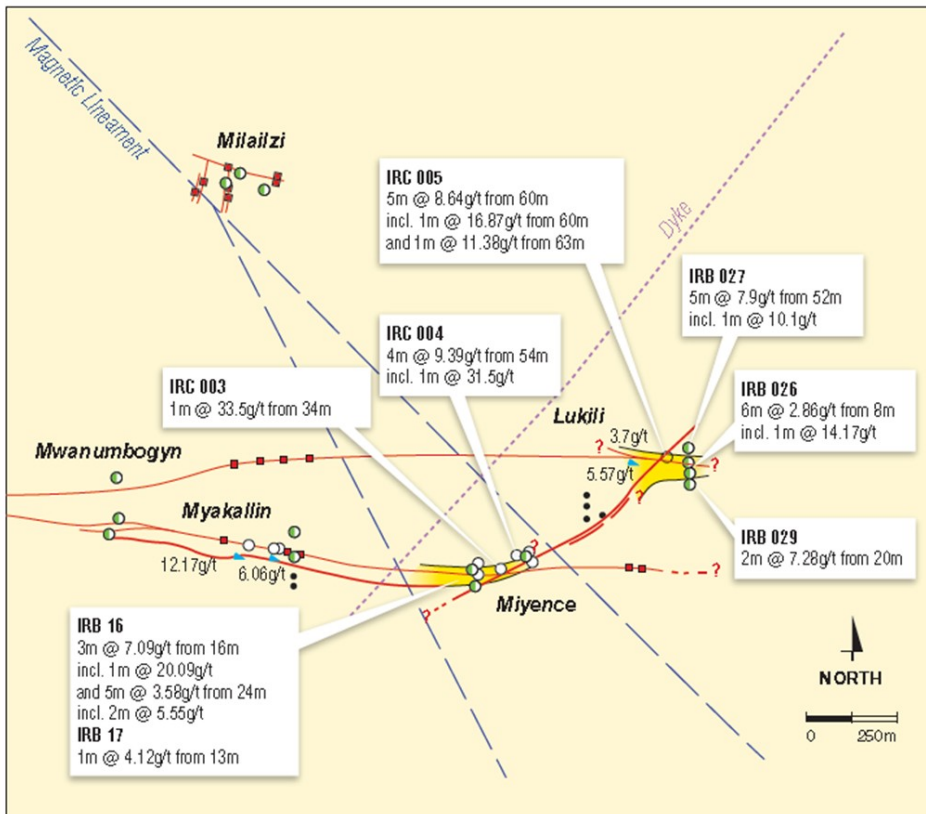 Magnetic Lineament
Milailzi
IRC 005
5m @ 8.64g/t from 60m
incl. 1m @ 16.87g/t from 60m
and 1m @ 11.38g/t from 63m
Dyke
IRB 027
5m @ 7.9g/t from 52m
incl. 1m @ 10.1g/t
IRC 004
4m @ 9.39g/t from 54m
incl. 1m @ 31.5g/t
IRC 003
1m @ 33.5g/t from 34m
IRB 026
6m @ 2.86g/t from 8m
incl. 1m @ 14.17g/t
Lukili
?
3.7g/t
?
5.57g/t
?
Mwanumbogyn
Myakallin
IRB 029
2m @ 7.28g/t from 20m
12.17g/t
6.06g/t
?
?
?
Miyence
IRB 16
3m @ 7.09g/t from 16m
incl. 1m @ 20.09g/t
and 5m @ 3.58g/t from 24m
incl. 2m @ 5.55g/t
IRB 17
1m @ 4.12g/t from 13m
NORTH
0 250m